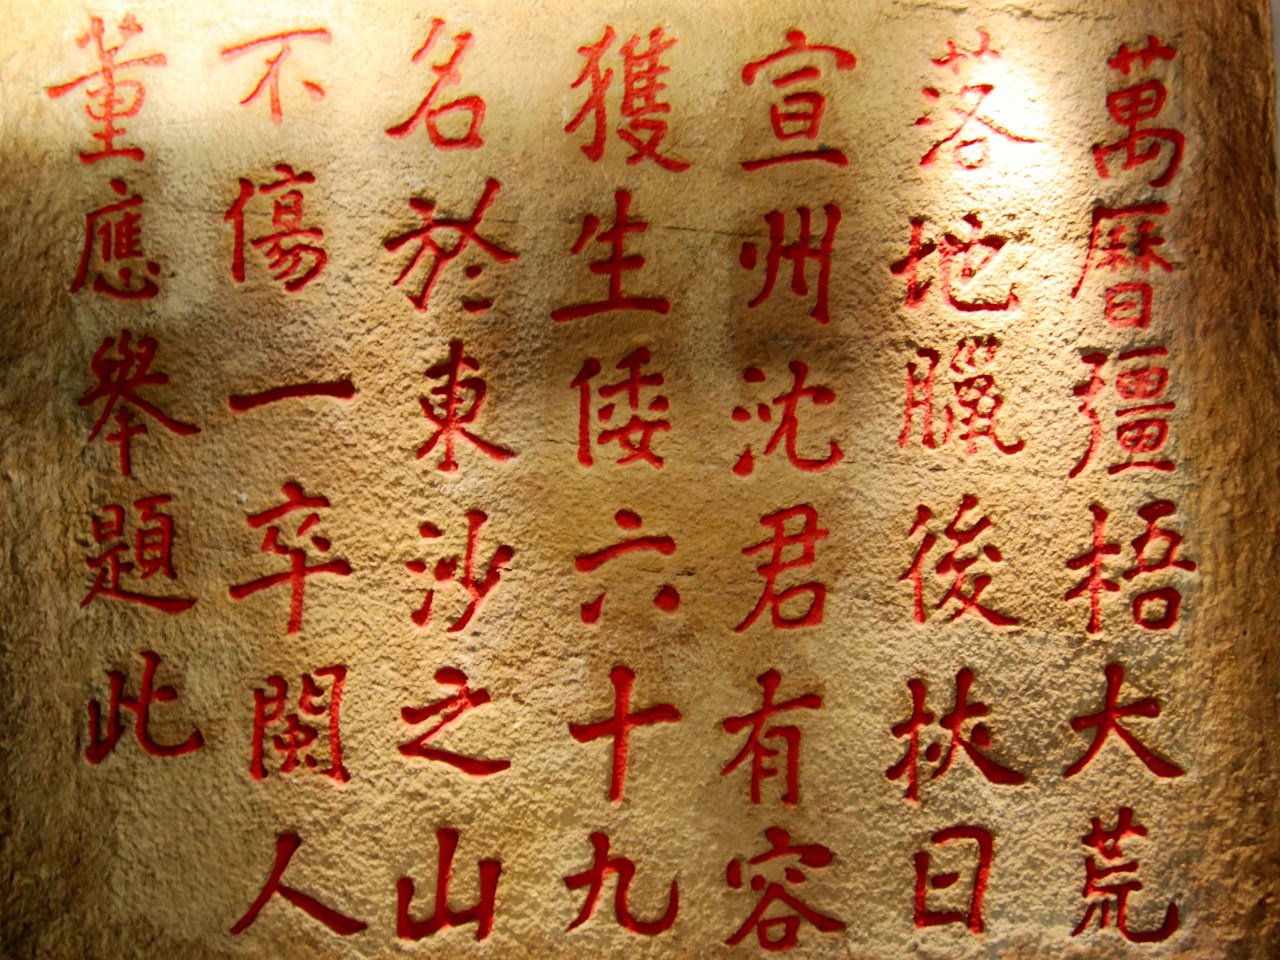 萬曆彊梧大荒
落地臘後挾日
宣州沈君有容
獲生倭六十九
名於東沙之山
不傷一卒閩人
董應舉題此